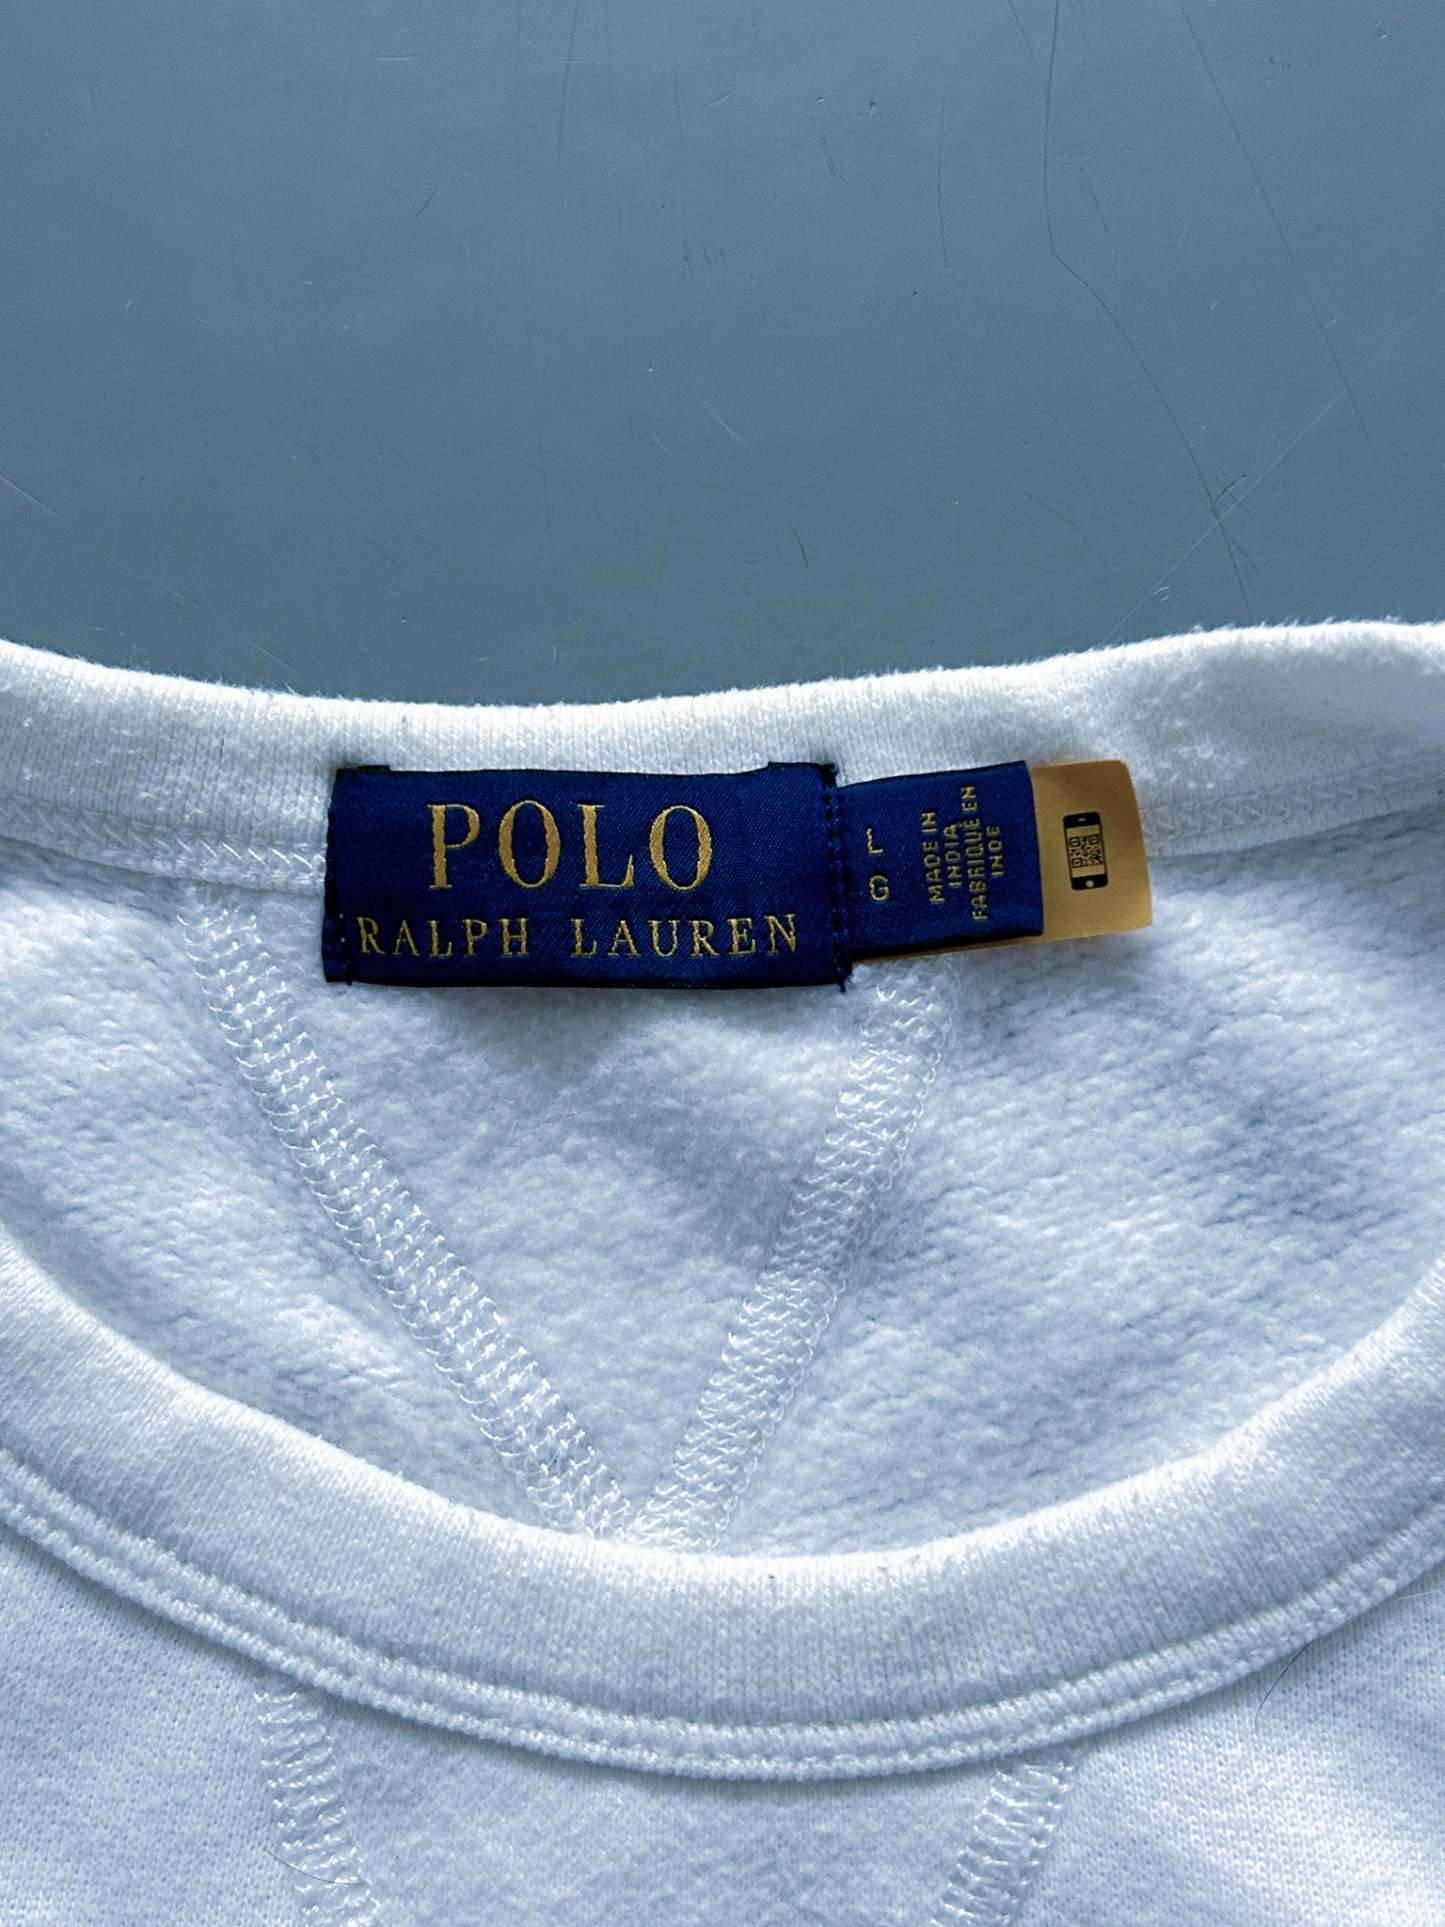 POLO
RALPH LAUREN
L
G
MADE IN
INDIA
FABRIQUÉ EN
INDE